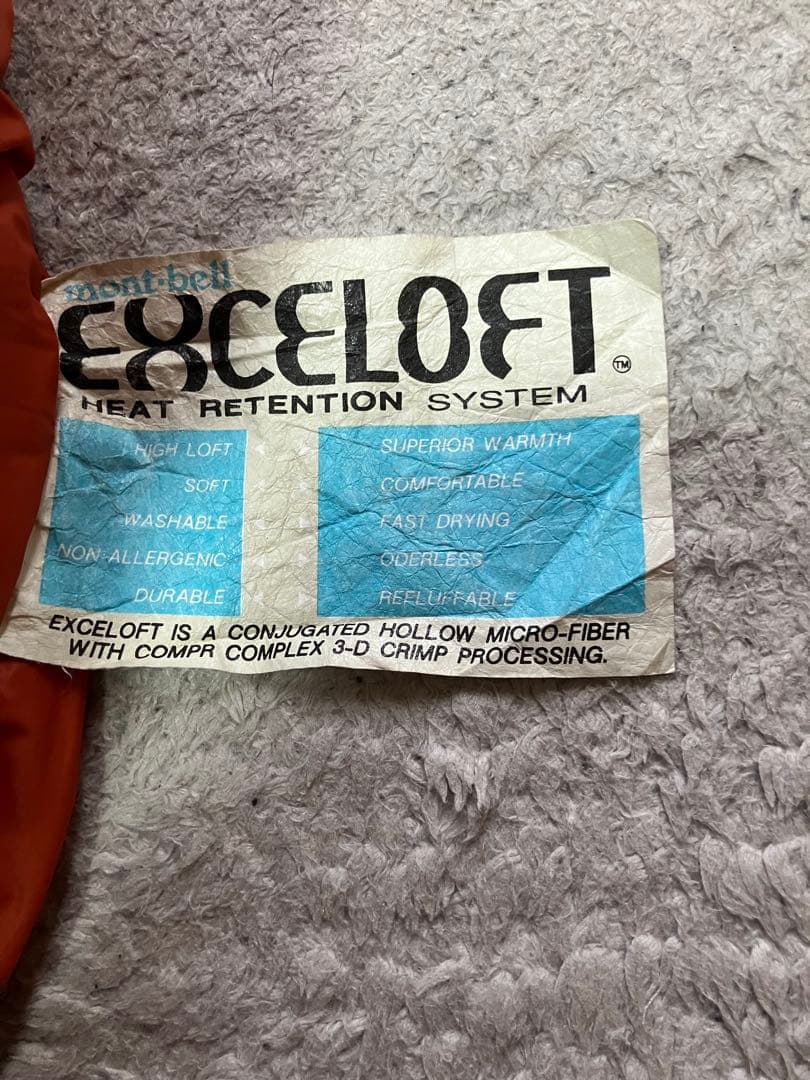 mont-bell
EXCELOFT TM
HEAT RETENTION SYSTEM
HIGH LOFT SUPERIOR WARMTH
SOFT COMFORTABLE
WASHABLE FAST DRYING
NON-ALLERGENIC ODERLESS
DURABLE REFLUFFABLE
EXCELOFT IS A CONJUGATED HOLLOW MICRO-FIBER
WITH COMPR COMPLEX 3-D CRIMP PROCESSING.